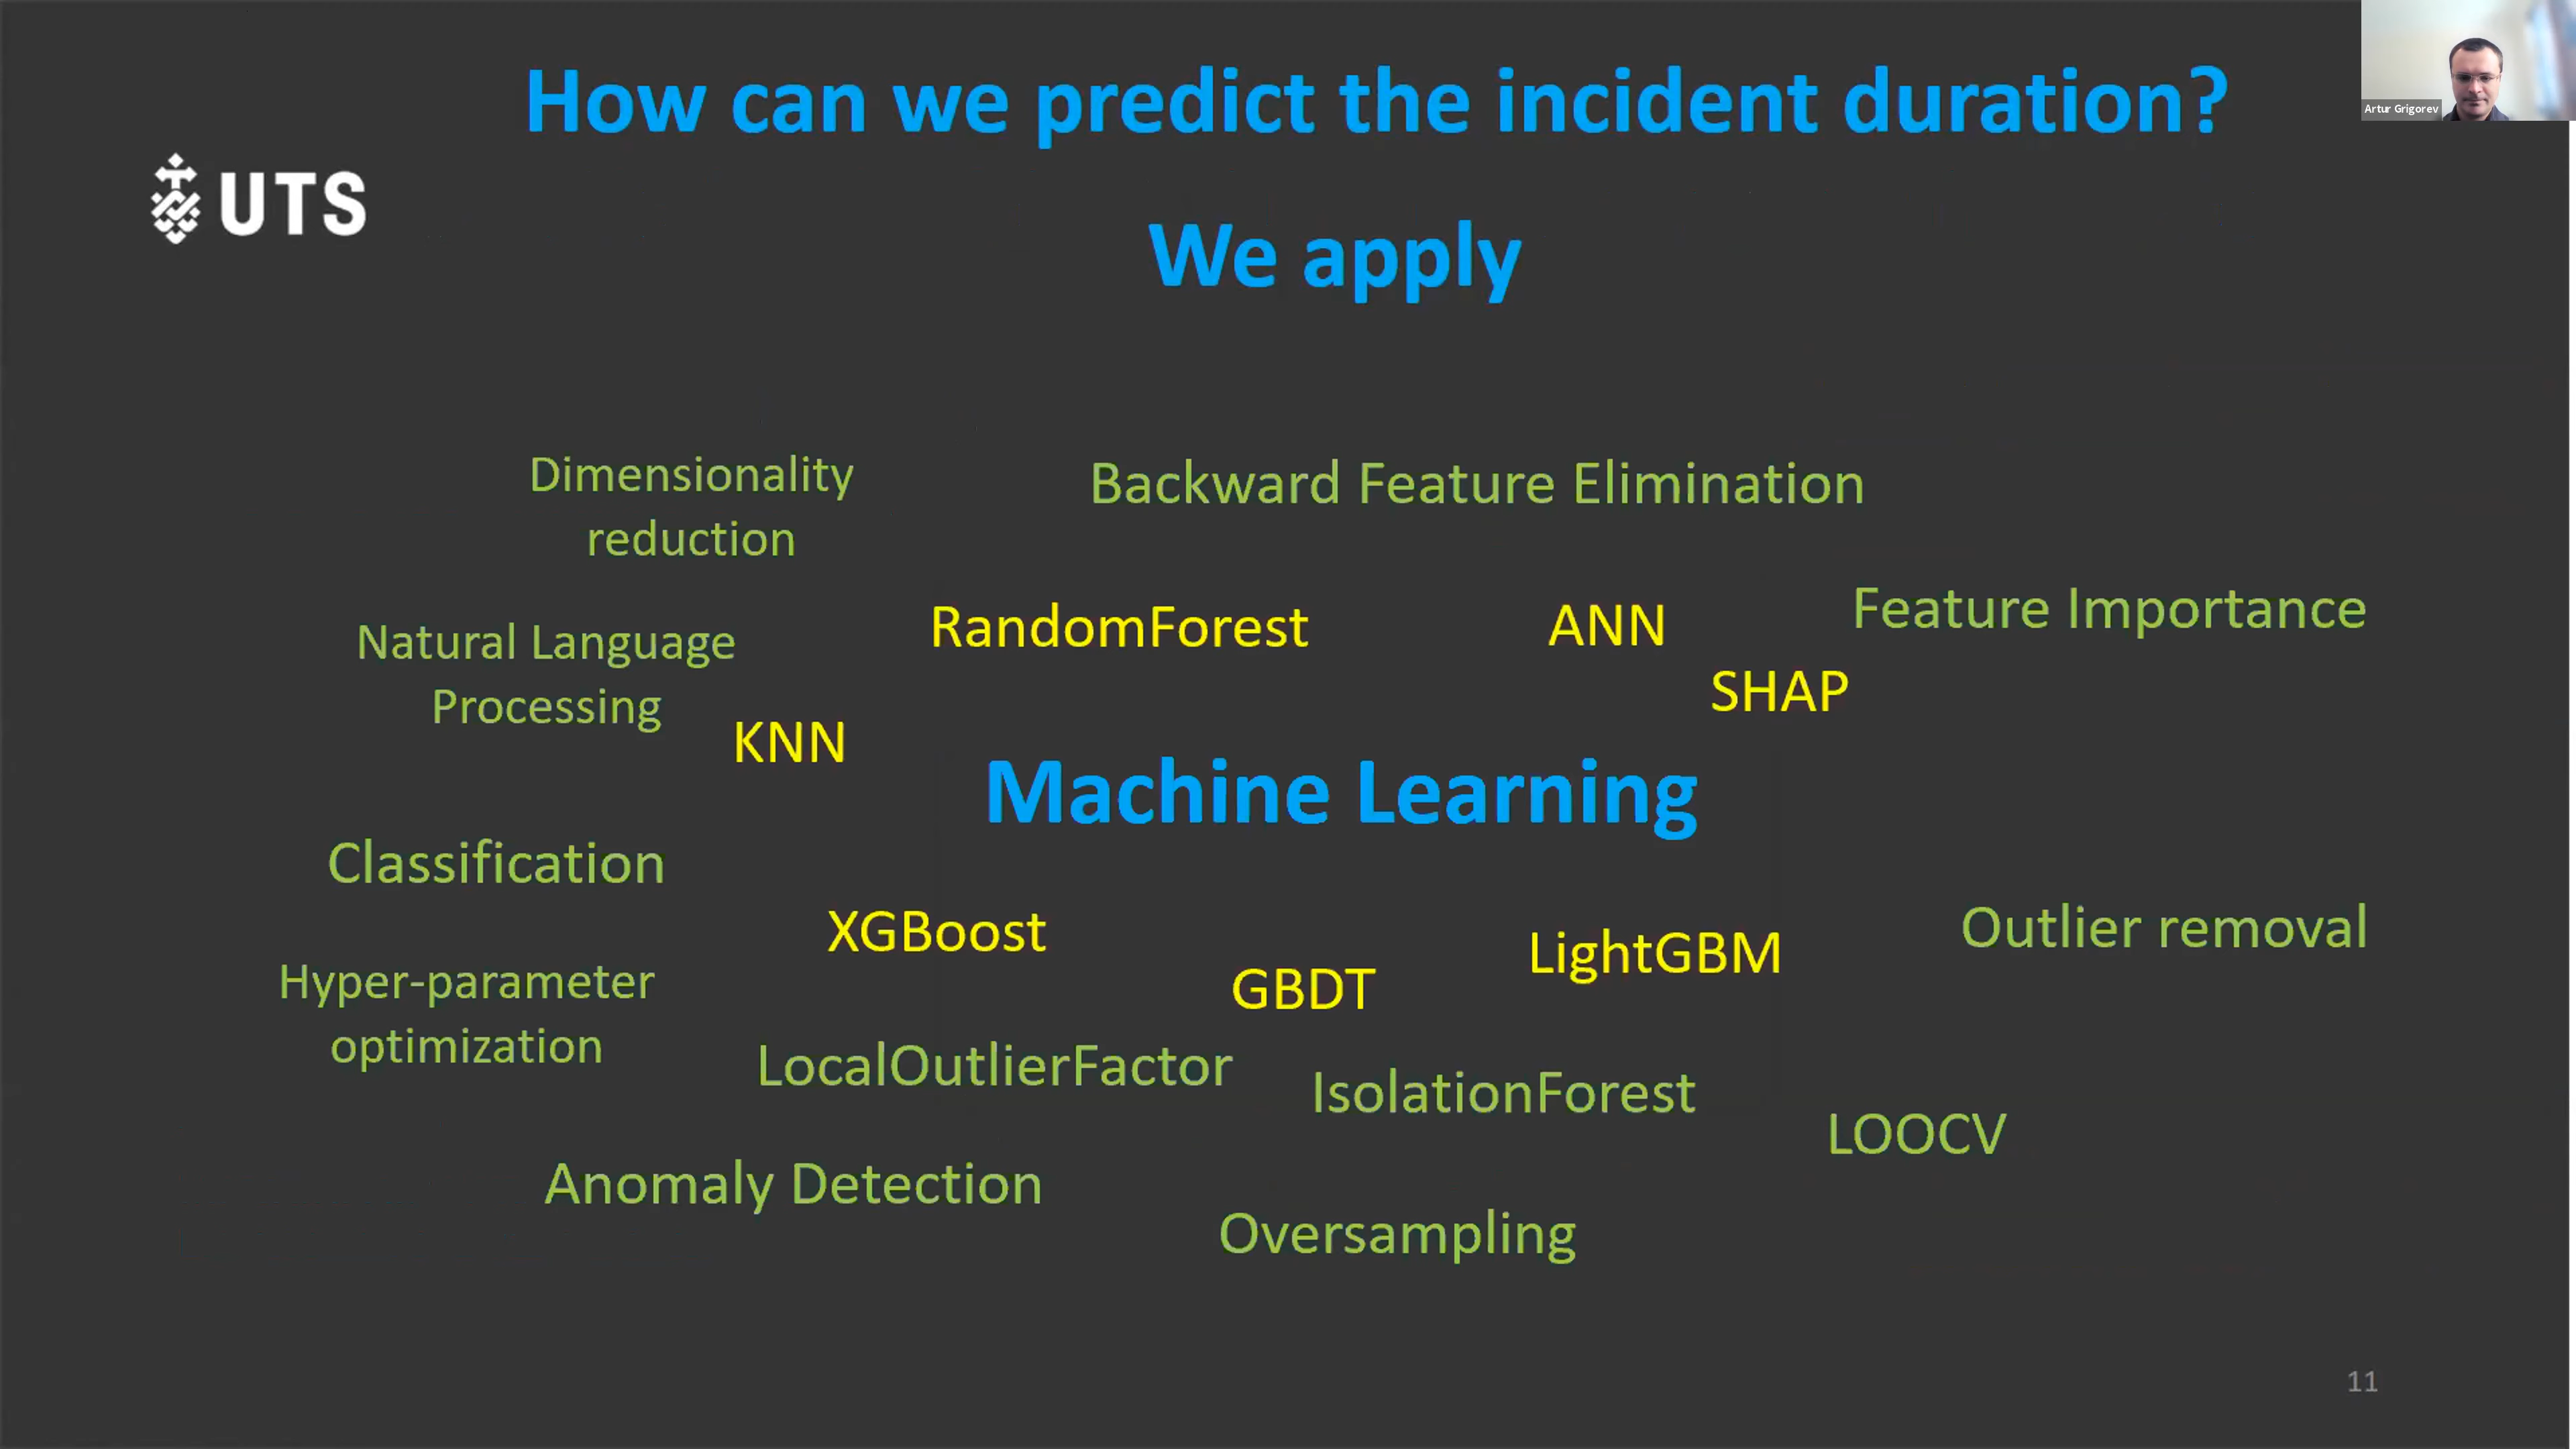 How can we predict the incident duration?
Artur Grigorev
UTS
We apply
Dimensionality
reduction
Backward Feature Elimination
Natural Language
Processing
RandomForest
ANN
Feature Importance
SHAP
KNN
Machine Learning
Classification
XGBoost
LightGBM
Outlier removal
Hyper-parameter
optimization
GBDT
LocalOutlierFactor
IsolationForest
LOOCV
Anomaly Detection
Oversampling
11